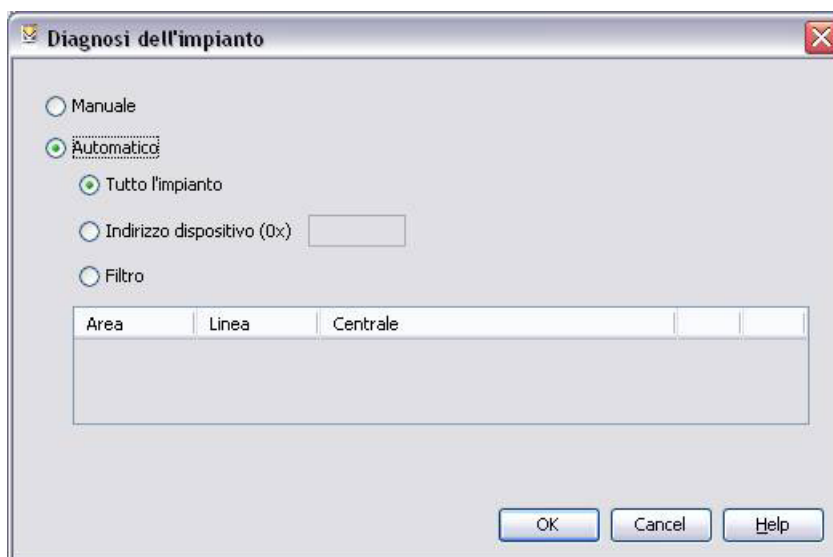 Diagnosi dell'impianto
Manuale
Automatico
Tutto l'impianto
Indirizzo dispositivo (0x)
Filtro
Area Linea Centrale
OK Cancel Help